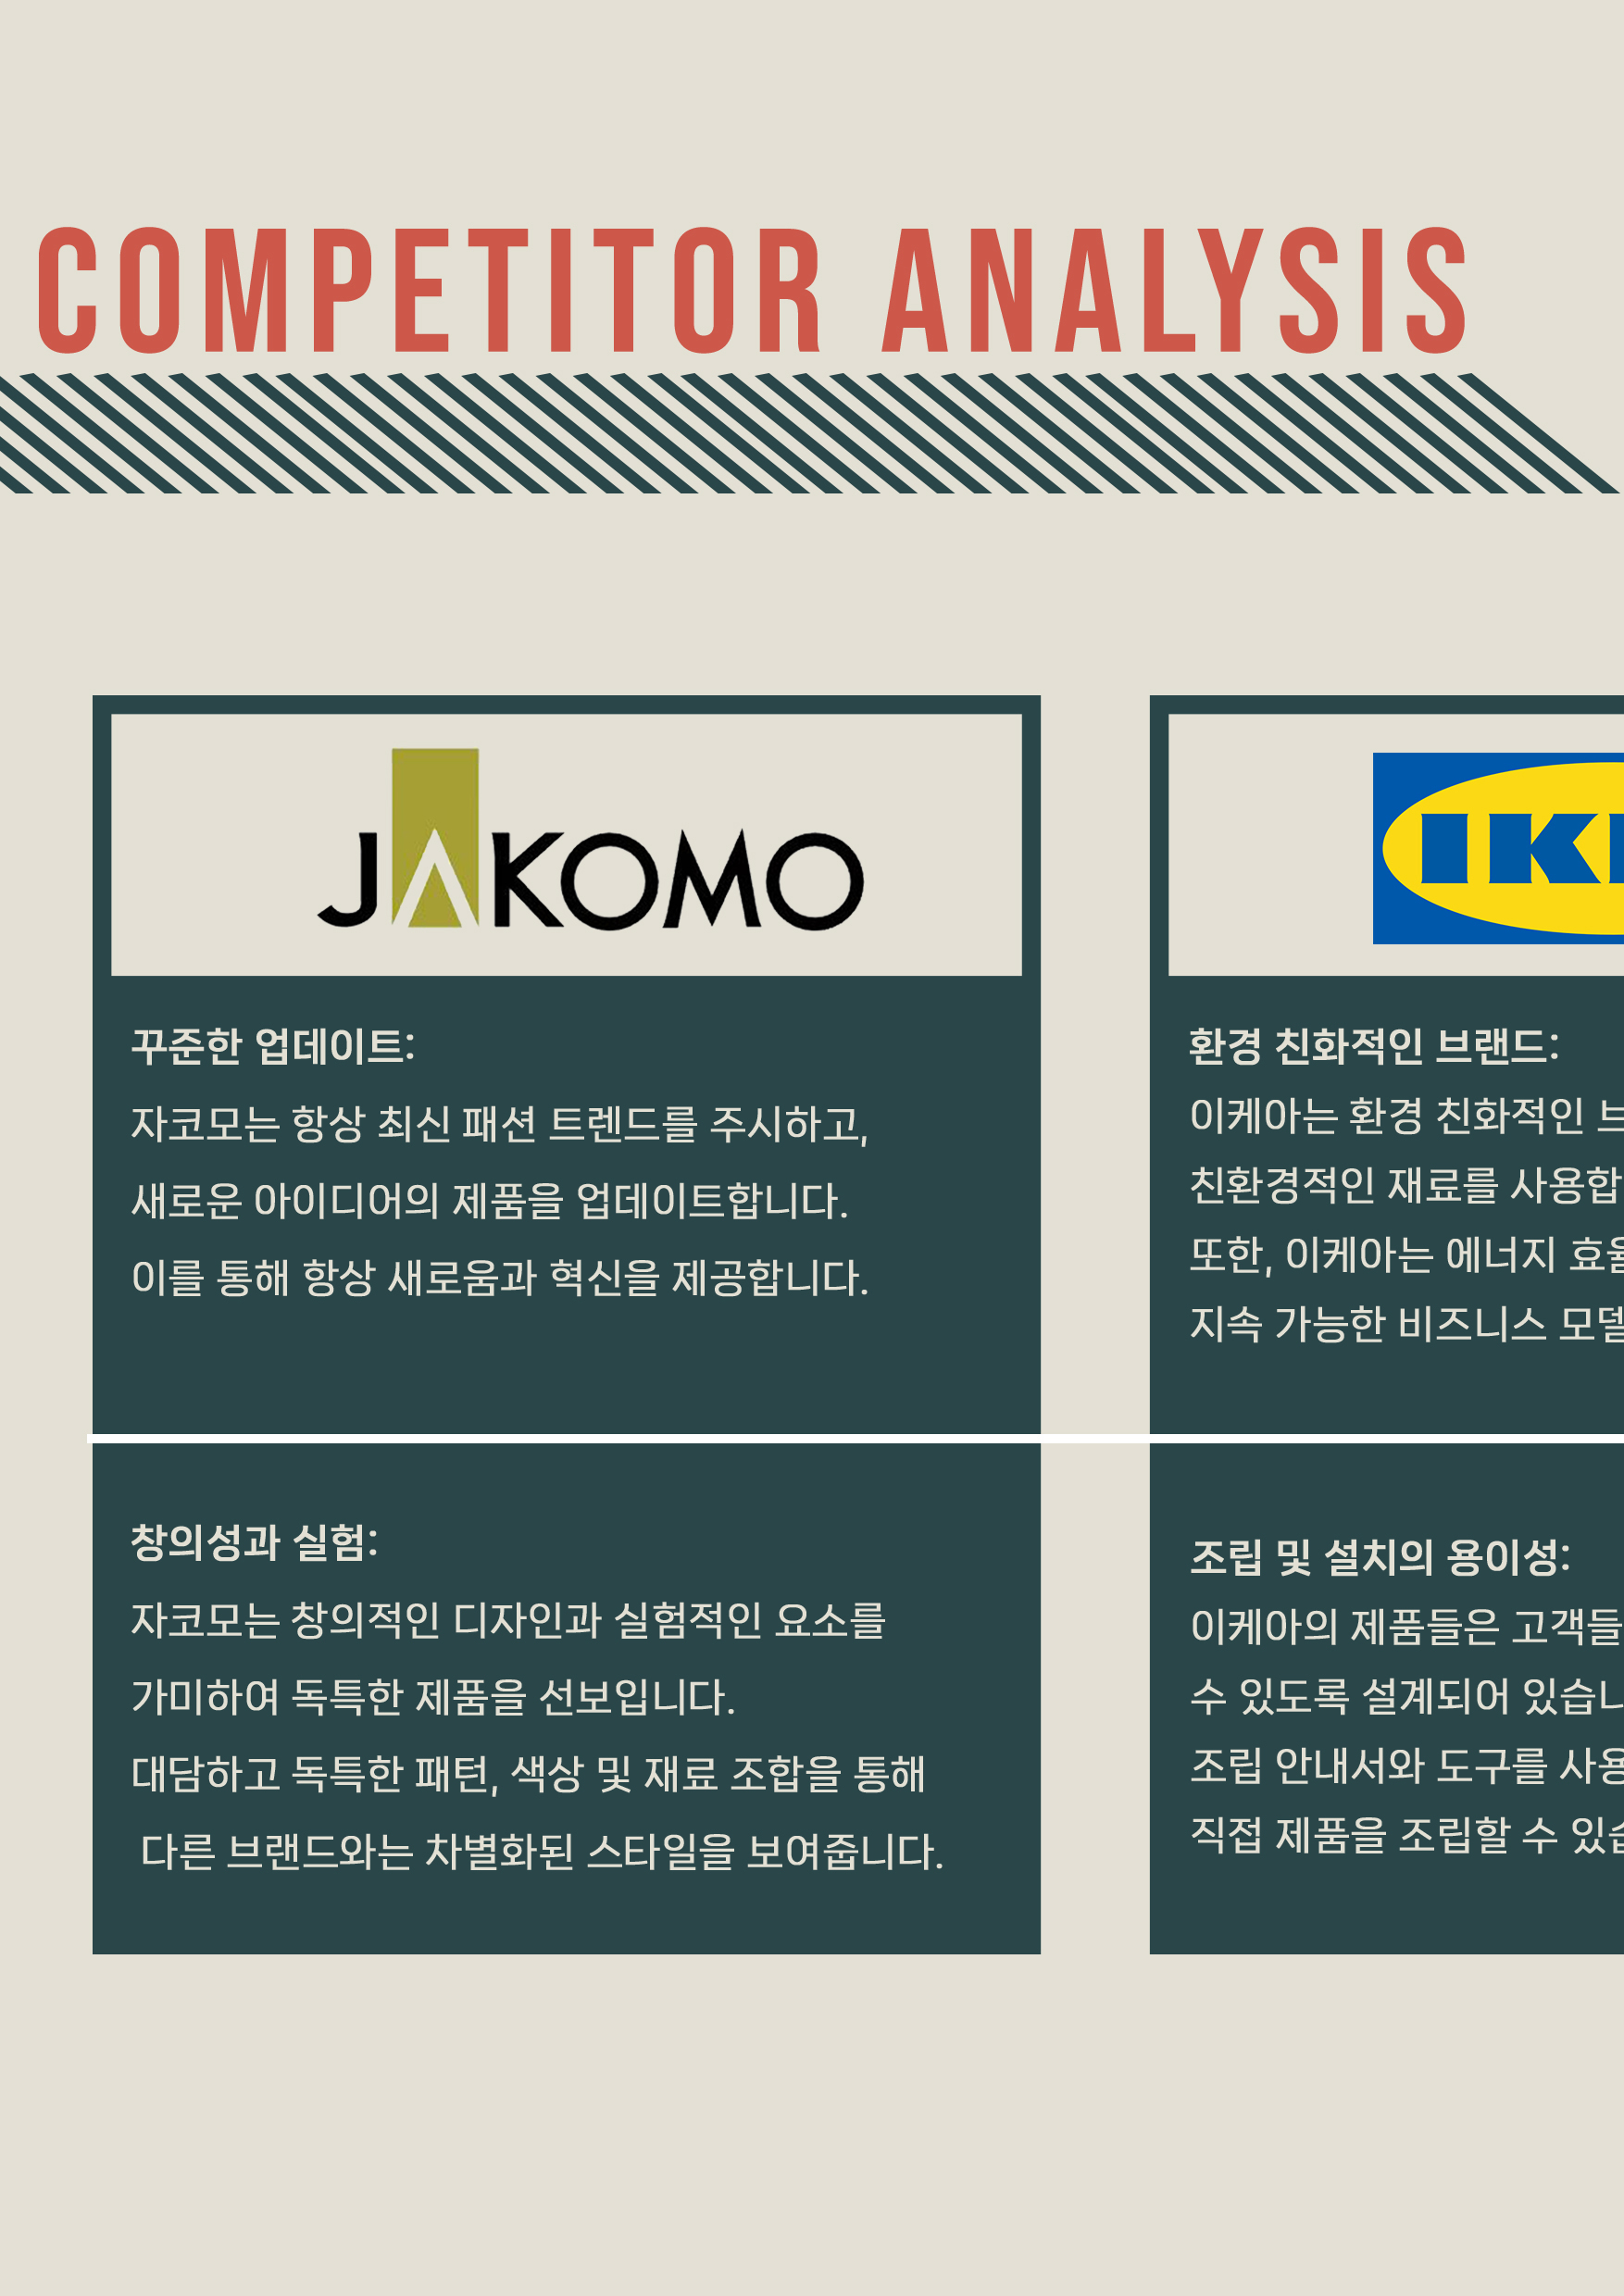 COMPETITOR ANALYSIS
JAKOMO
꾸준한 업데이트:
자코모는 항상 최신 패션 트렌드를 주시하고,
새로운 아이디어의 제품을 업데이트합니다.
이를 통해 항상 새로움과 혁신을 제공합니다.
창의성과 실험:
자코모는 창의적인 디자인과 실험적인 요소를
가미하여 독특한 제품을 선보입니다.
대담하고 독특한 패턴, 색상 및 재료 조합을 통해
다른 브랜드와는 차별화된 스타일을 보여줍니다.
IK
환경 친화적인 브랜드:
이케아는 환경 친화적인
친환경적인 재료를 사용합
또한, 이케아는 에너지 효율
지속 가능한 비즈니스 모델
조립 및 설치의 용이성:
이케아의 제품들은 고객들
수 있도록 설계되어 있습
조립 안내서와 도구를 사용
직접 제품을 조립할 수